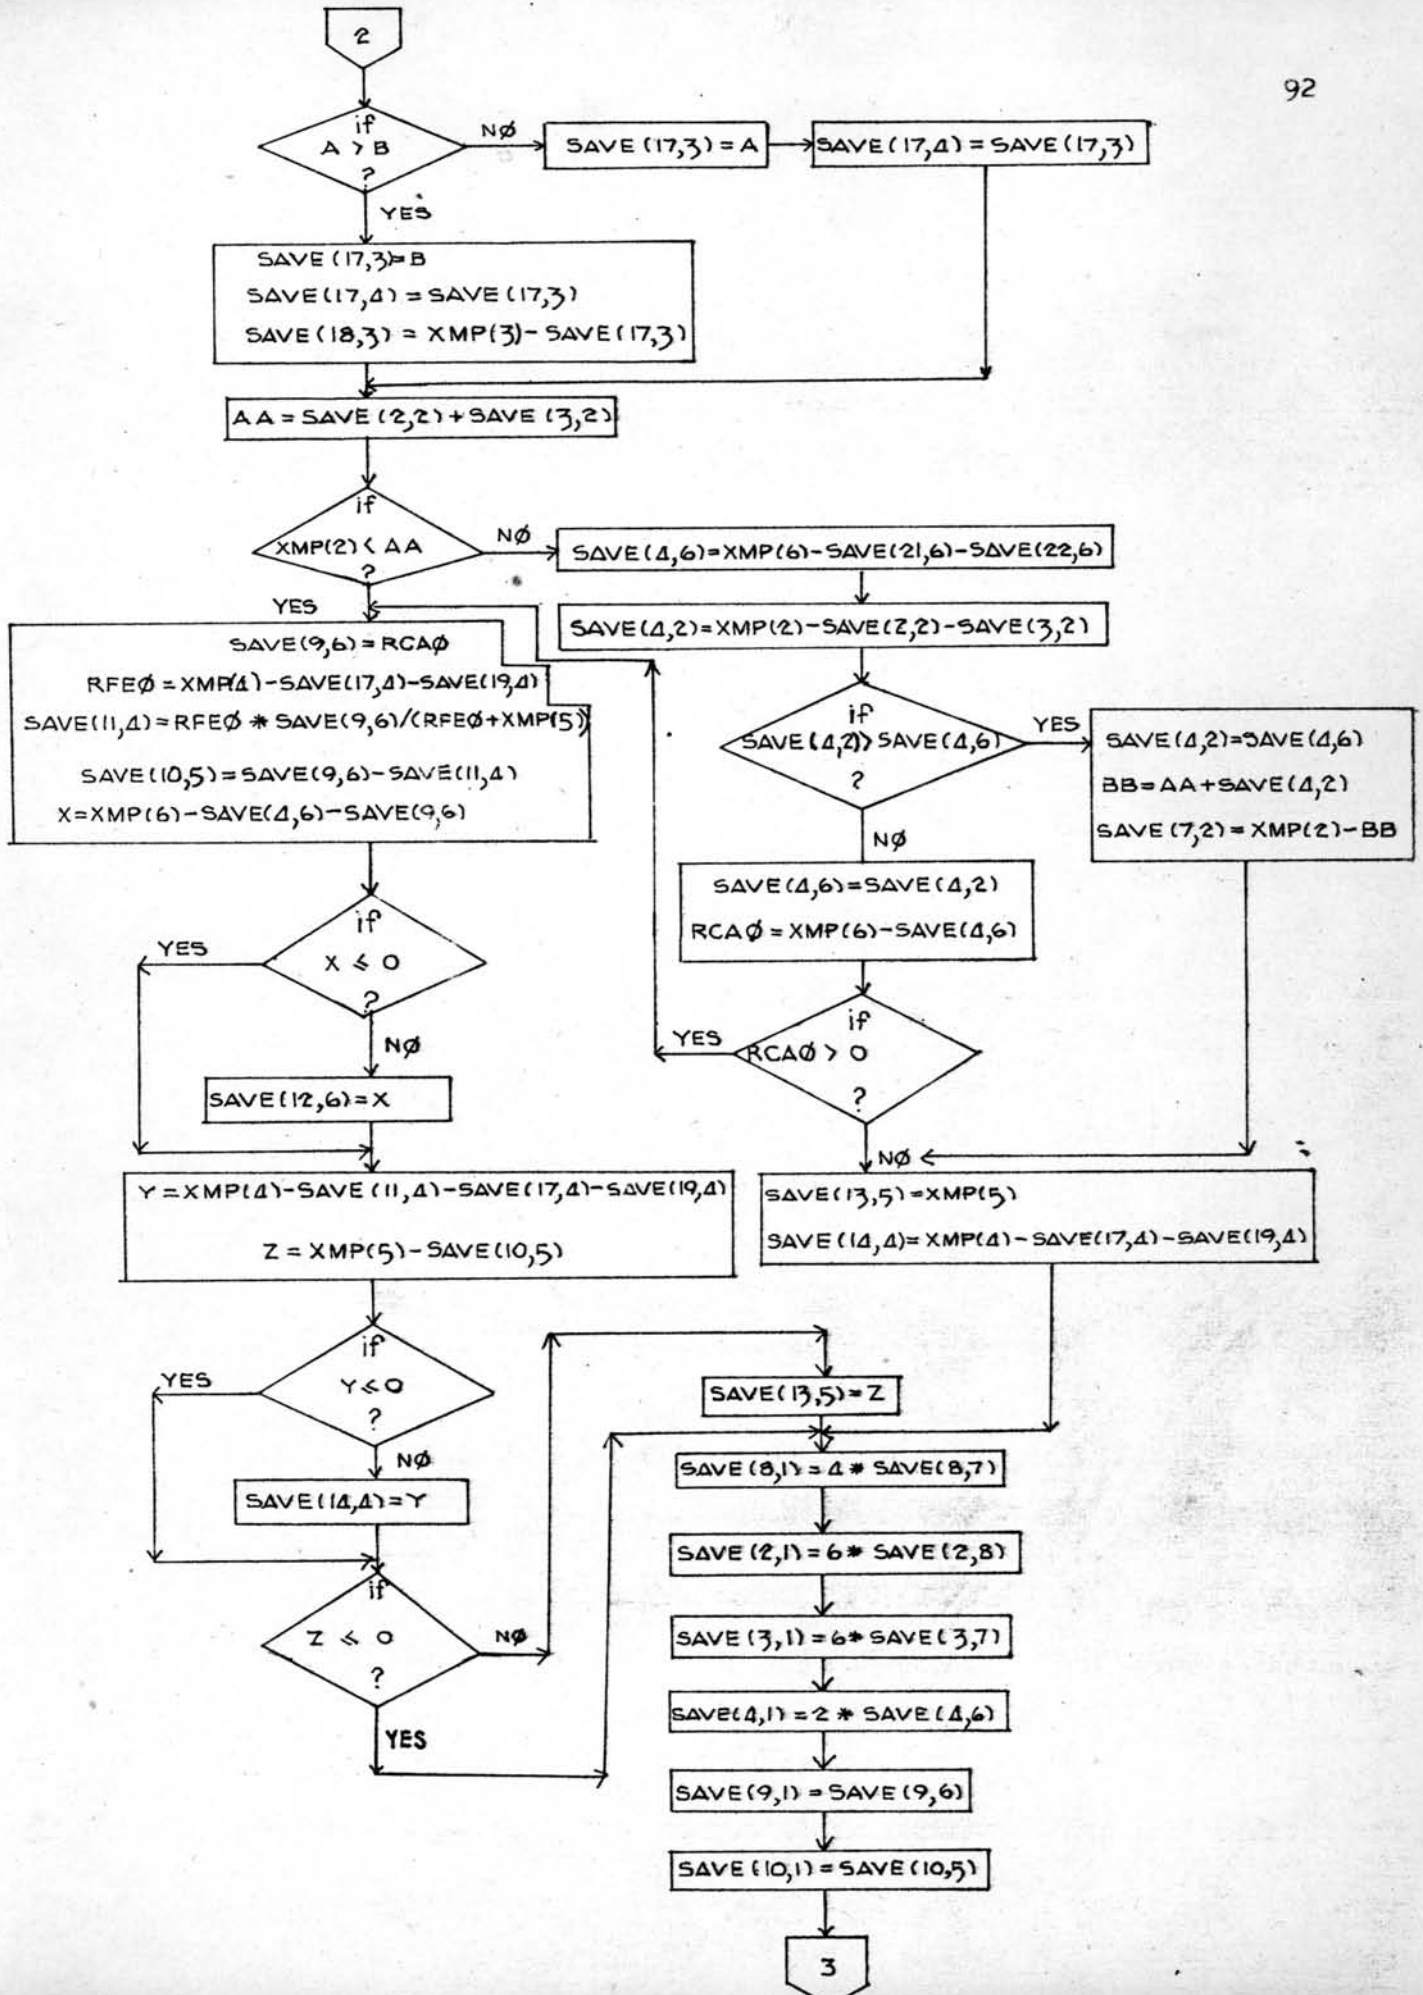 2
92
if
A > B
?
NØ
SAVE (17,3) = A
SAVE (17,4) = SAVE (17,3)
YES
SAVE (17,3) = B
SAVE (17,4) = SAVE (17,3)
SAVE (18,3) = XMP(3) - SAVE (17,3)
AA = SAVE (2,2) + SAVE (3,2)
if
XMP(2) < AA
?
NØ
SAVE(4,6) = XMP(6) - SAVE(21,6) - SAVE(22,6)
YES
SAVE(4,2) = XMP(2) - SAVE(2,2) - SAVE(3,2)
SAVE(9,6) = RCAØ
RFEØ = XMP(4) - SAVE(17,4) - SAVE(19,4)
SAVE(11,4) = RFEØ * SAVE(9,6)/(RFEØ + XMP(5))
SAVE(10,5) = SAVE(9,6) - SAVE(11,4)
X = XMP(6) - SAVE(4,6) - SAVE(9,6)
if
SAVE(4,2) > SAVE(4,6)
?
YES
SAVE(4,2) = SAVE(4,6)
BB = AA + SAVE(4,2)
SAVE (7,2) = XMP(2) - BB
NØ
SAVE(4,6) = SAVE(4,2)
RCAØ = XMP(6) - SAVE(4,6)
if
X ≤ 0
?
YES
NØ
SAVE(12,6) = X
if
RCAØ > 0
?
YES
NØ
Y = XMP(4) - SAVE (11,4) - SAVE(17,4) - SAVE(19,4)
Z = XMP(5) - SAVE(10,5)
SAVE(13,5) = XMP(5)
SAVE (14,4) = XMP(4) - SAVE(17,4) - SAVE(19,4)
if
Y ≤ 0
?
YES
NØ
SAVE(14,4) = Y
if
Z ≤ 0
?
NØ
YES
SAVE(13,5) = Z
SAVE (8,1) = 4 * SAVE(8,7)
SAVE (2,1) = 6 * SAVE (2,8)
SAVE (3,1) = 6 * SAVE (3,7)
SAVE(4,1) = 2 * SAVE (4,6)
SAVE (9,1) = SAVE (9,6)
SAVE (10,1) = SAVE (10,5)
3